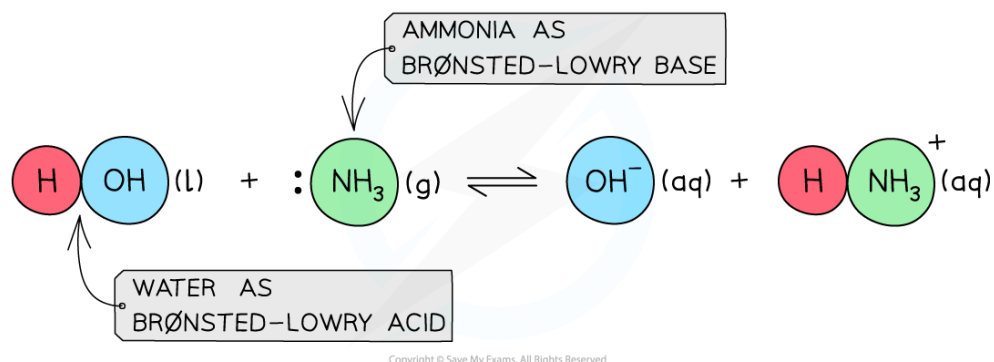 AMMONIA AS
BRØNSTED-LOWRY BASE
H OH (l) + : NH₃ (g) ⇌ OH⁻ (aq) + H NH₃⁺ (aq)
WATER AS
BRØNSTED-LOWRY ACID
Copyright © Save My Exams. All Rights Reserved